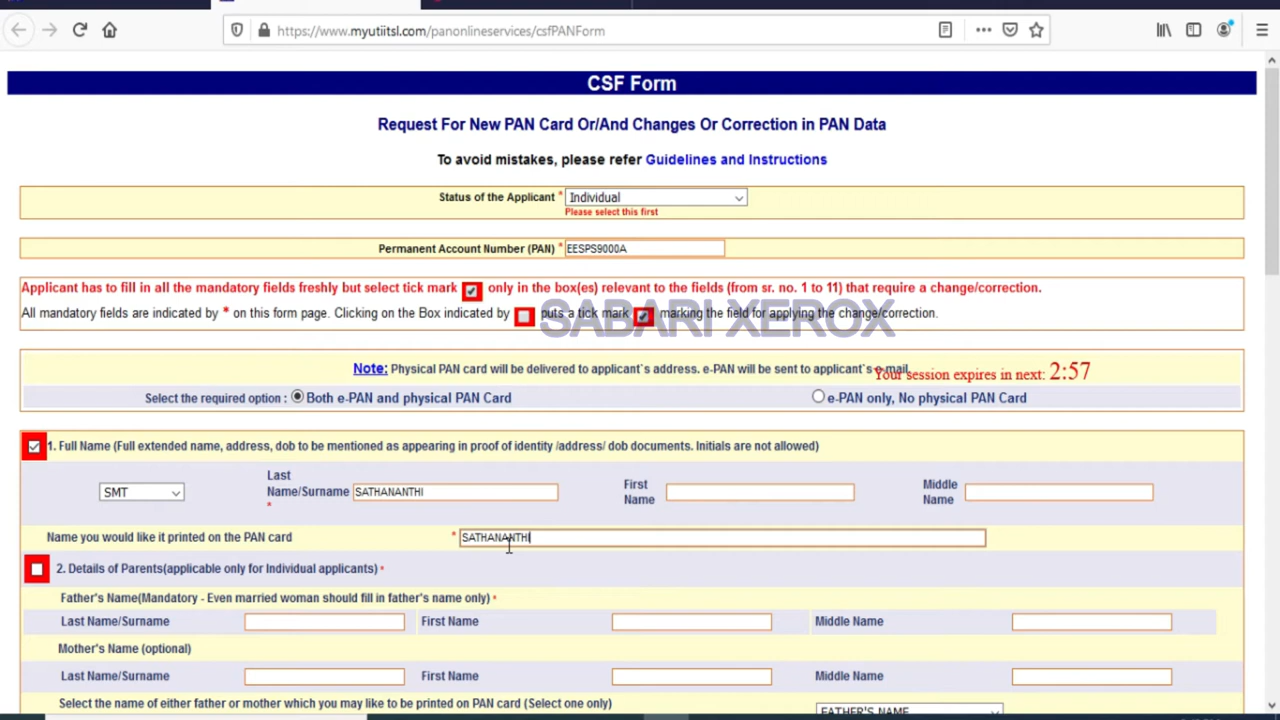 https://www.myutiitsl.com/panonlineservices/csfPANForm
CSF Form
Request For New PAN Card Or/And Changes Or Correction in PAN Data
To avoid mistakes, please refer Guidelines and Instructions
Status of the Applicant * Individual
Please select this first
Permanent Account Number (PAN) * EESPS9000A
Applicant has to fill in all the mandatory fields freshly but select tick mark only in the box(es) relevant to the fields (from sr. no. 1 to 11) that require a change/correction.
All mandatory fields are indicated by * on this form page. Clicking on the Box indicated by puts a tick mark marking the field for applying the change/correction.
SABARI XEROX
Note: Physical PAN card will be delivered to applicant`s address. e-PAN will be sent to applicant`s e-mail.
Your session expires in next: 2:57
Select the required option : Both e-PAN and physical PAN Card e-PAN only, No physical PAN Card
1. Full Name (Full extended name, address, dob to be mentioned as appearing in proof of identity /address/ dob documents. Initials are not allowed)
SMT Last Name/Surname * SATHANANTHI First Name Middle Name
Name you would like it printed on the PAN card * SATHANANTHI
2. Details of Parents(applicable only for Individual applicants) *
Father's Name(Mandatory - Even married woman should fill in father's name only) *
Last Name/Surname First Name Middle Name
Mother's Name (optional)
Last Name/Surname First Name Middle Name
Select the name of either father or mother which you may like to be printed on PAN card (Select one only) FATHER'S NAME